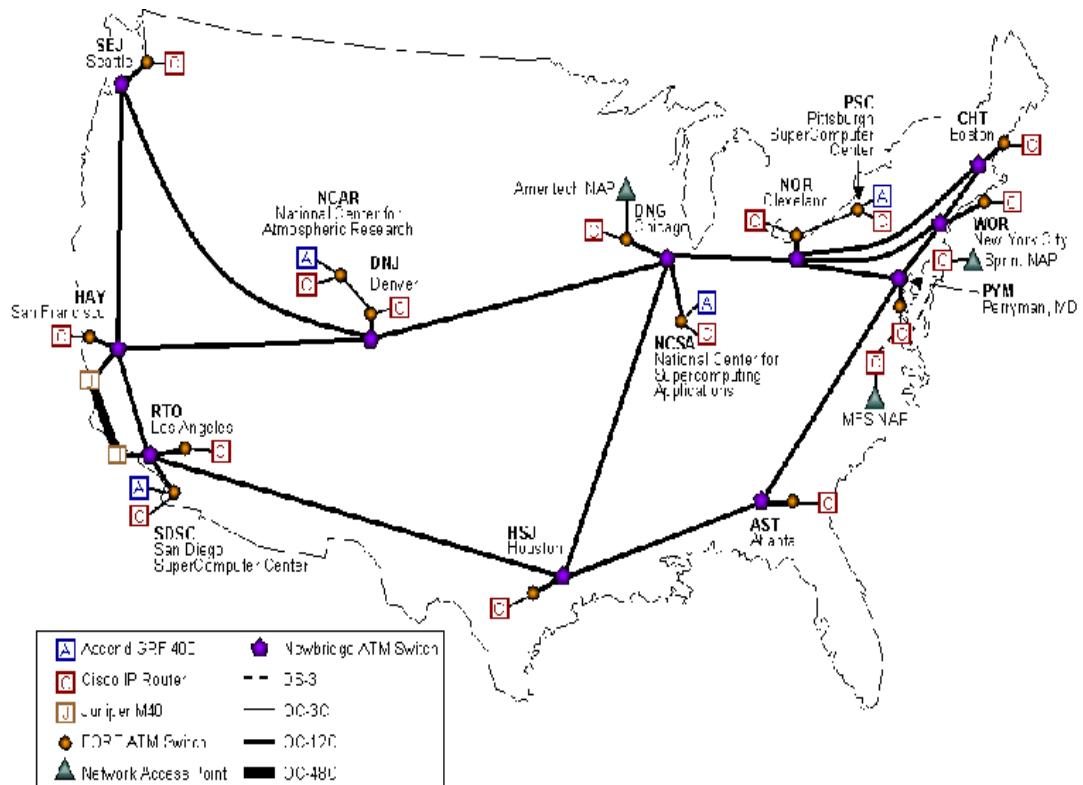 SEJ
Seattle
C
PSC
Pittsburgh
SuperComputer
Center
CHT
Boston
C
NCAR
National Center for
Atmospheric Research
A
C
DNJ
Denver
C
Ameritech NAP
DNG
Chicago
C
NOR
Cleveland
C
A
C
C
WOR
New York City
C
Sprint NAP
PYM
Perryman, MD
C
C
MFS NAP
HAY
San Francisco
C
J
A
C
NCSA
National Center for
Supercomputing
Applications
RTO
Los Angeles
C
J
A
C
SDSC
San Diego
SuperComputer Center
HSJ
Houston
C
AST
Atlanta
C
A Ascend GRF 400
C Cisco IP Router
J Juniper M40
FORE ATM Switch
Network Access Point
Newbridge ATM Switch
DS-3
OC-3C
OC-12C
OC-48C